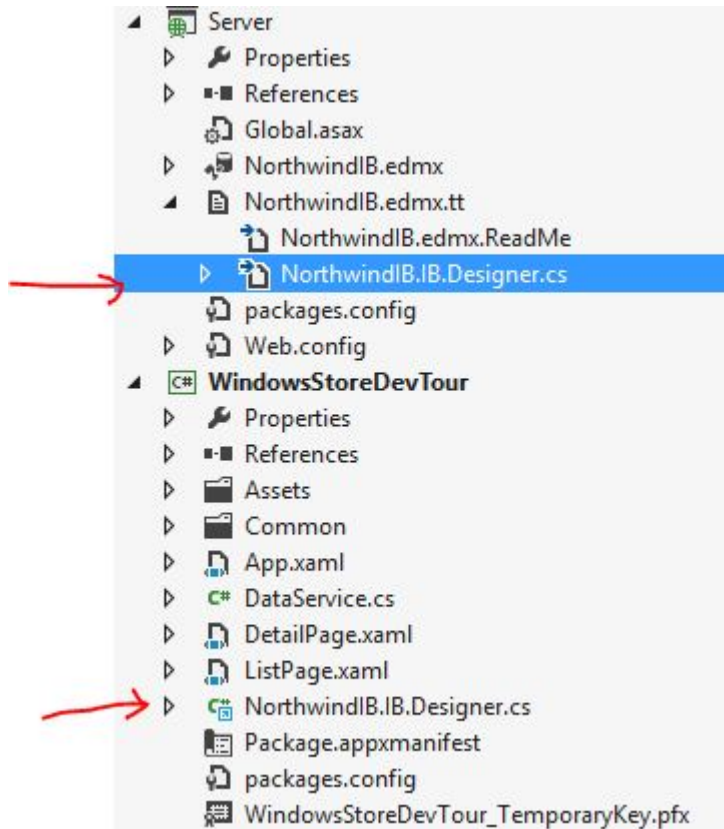 Server
Properties
References
Global.asax
NorthwindIB.edmx
NorthwindIB.edmx.tt
NorthwindIB.edmx.ReadMe
NorthwindIB.IB.Designer.cs
packages.config
Web.config
C# WindowsStoreDevTour
Properties
References
Assets
Common
App.xaml
C# DataService.cs
DetailPage.xaml
ListPage.xaml
C# NorthwindIB.IB.Designer.cs
Package.appxmanifest
packages.config
WindowsStoreDevTour_TemporaryKey.pfx